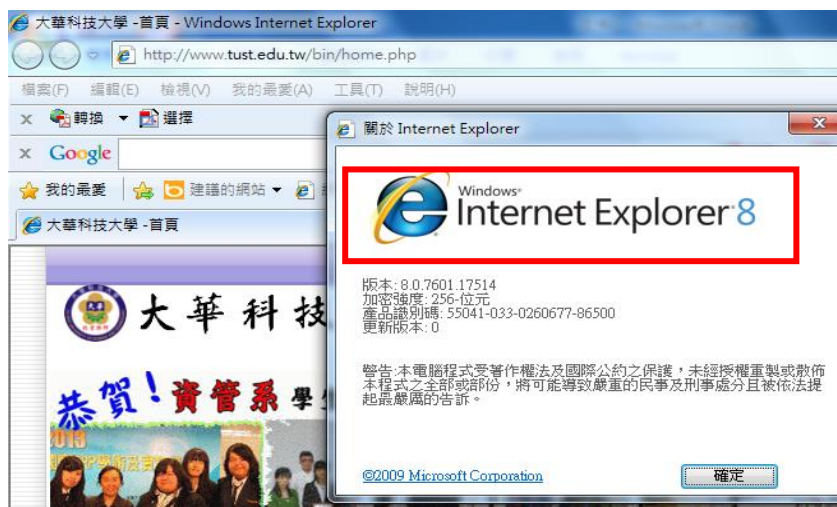 大華科技大學 -首頁 - Windows Internet Explorer
http://www.tust.edu.tw/bin/home.php
檔案(F) 編輯(E) 檢視(V) 我的最愛(A) 工具(T) 說明(H)
x 轉換 ▼ 選擇
x Google
我的最愛 建議的網站 ▼
大華科技大學 -首頁
大華科技
恭賀！資管系學
2013
關於 Internet Explorer
Windows
Internet Explorer 8
版本: 8.0.7601.17514
加密強度: 256-位元
產品識別碼: 55041-033-0260677-86500
更新版本: 0
警告:本電腦程式受著作權法及國際公約之保護，未經授權重製或散佈
本程式之全部或部份，將可能導致嚴重的民事及刑事處分且被依法提
起最嚴厲的告訴。
©2009 Microsoft Corporation
確定